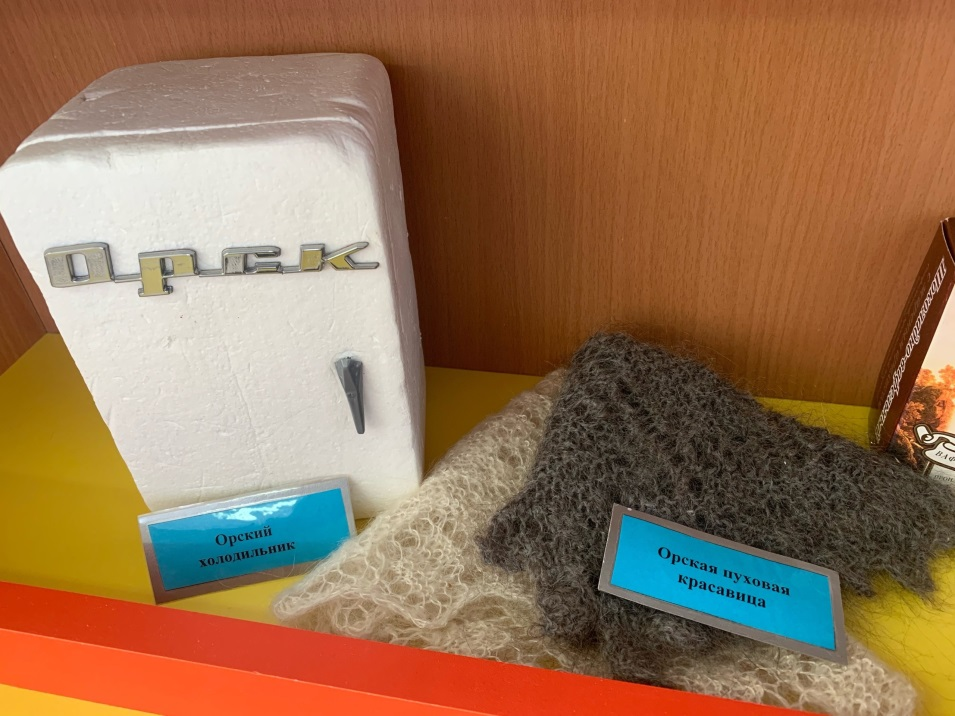 Орск
Орский
холодильник
Орская пуховая
красавица